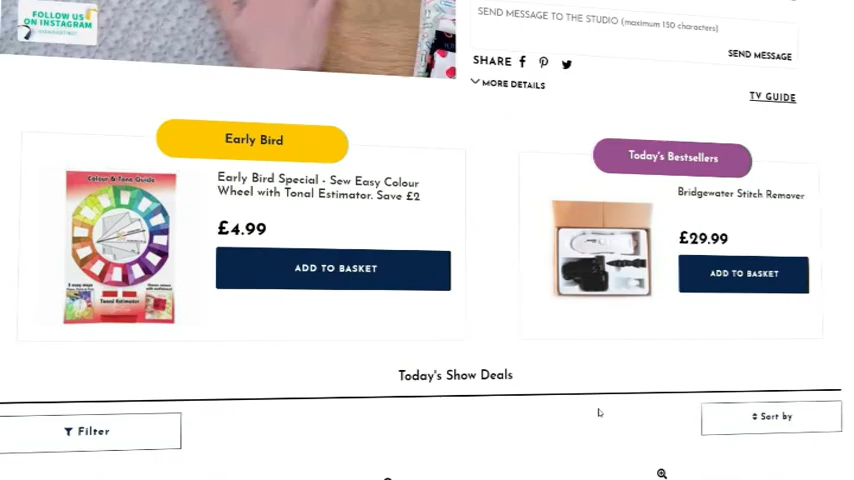 FOLLOW US
ON INSTAGRAM
SEND MESSAGE TO THE STUDIO (maximum 150 characters)
SEND MESSAGE
SHARE
MORE DETAILS
TV GUIDE
Early Bird
Early Bird Special - Sew Easy Colour
Wheel with Tonal Estimator. Save £2
£4.99
ADD TO BASKET
Colour & Tone Guide
Tonal Estimator
Today's Bestsellers
Bridgewater Stitch Remover
£29.99
ADD TO BASKET
Today's Show Deals
Filter
Sort by